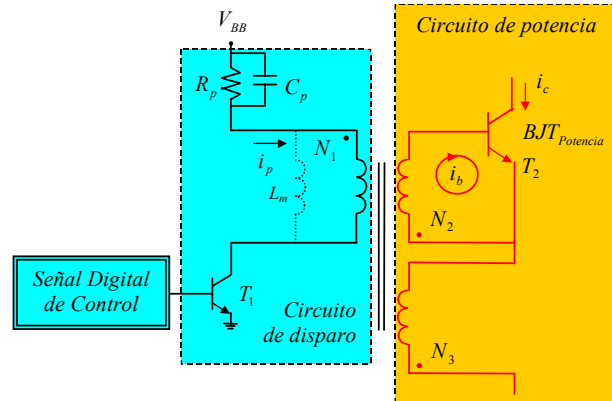 V_BB
Circuito de potencia
R_p
C_p
i_c
i_p
N_1
BJT_Potencia
L_m
i_b
T_2
N_2
Señal Digital
de Control
T_1
Circuito
de disparo
N_3